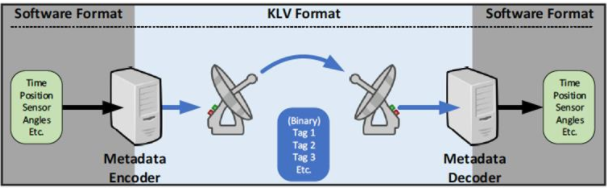 Software Format
KLV Format
Software Format
Time
Position
Sensor
Angles
Etc.
Metadata
Encoder
(Binary)
Tag 1
Tag 2
Tag 3
Etc.
Metadata
Decoder
Time
Position
Sensor
Angles
Etc.